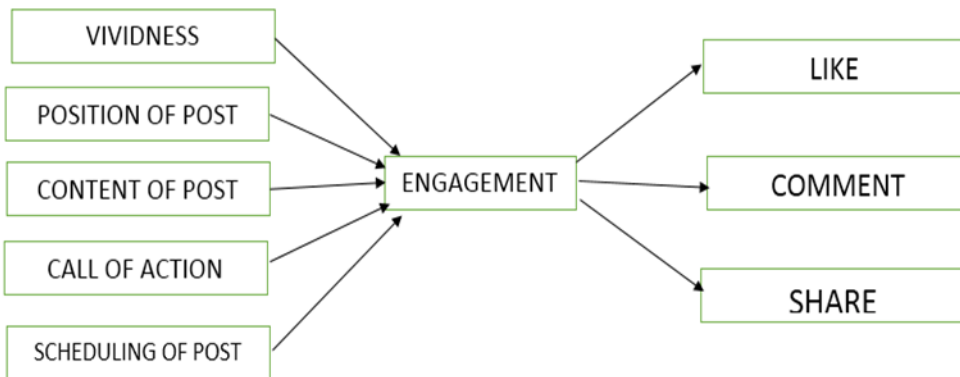 VIVIDNESS
POSITION OF POST
CONTENT OF POST
CALL OF ACTION
SCHEDULING OF POST
ENGAGEMENT
LIKE
COMMENT
SHARE